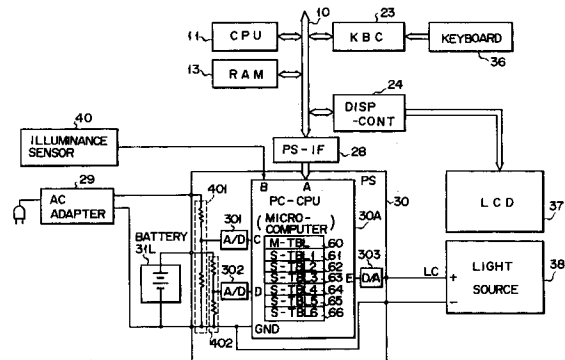 10
23
11
CPU
KBC
KEYBOARD
36
13
RAM
24
DISP
-CONT
40
PS-IF
28
ILLUMINANCE
SENSOR
29
AC
ADAPTER
401
B
A
PS
30
PC-CPU
(MICRO-
COMPUTER)
30A
LCD
37
BATTERY
31L
301
A/D
C
M-TBL 60
S-TBL1 61
S-TBL2 62
S-TBL3 63
S-TBL4 64
S-TBL5 65
S-TBL6 66
302
A/D
D
E
303
D/A
LC
+
-
LIGHT
SOURCE
38
GND
402